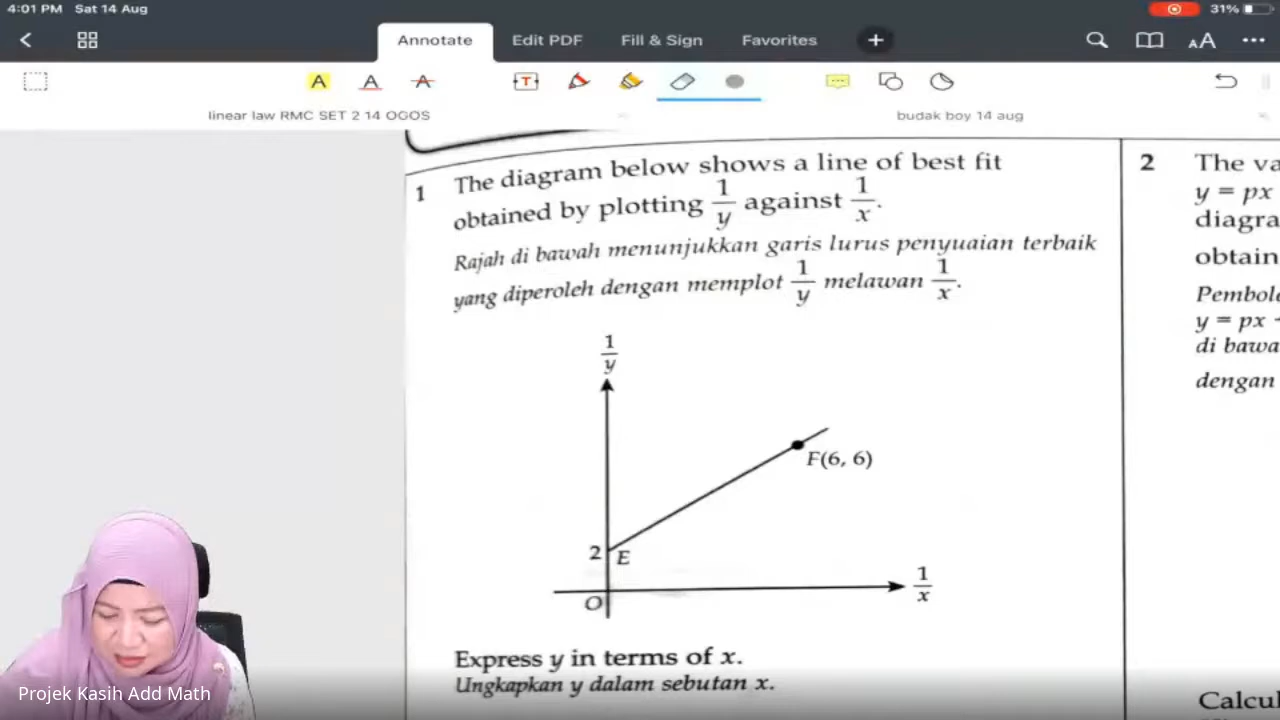 4:01 PM Sat 14 Aug
31%
Annotate
Edit PDF
Fill & Sign
Favorites
AA
A
A
A
T
linear law RMC SET 2 14 OGOS
budak boy 14 aug
1 The diagram below shows a line of best fit
obtained by plotting 1/y against 1/x.
Rajah di bawah menunjukkan garis lurus penyuaian terbaik
yang diperoleh dengan memplot 1/y melawan 1/x.
1/y
F(6, 6)
2
E
O
1/x
Express y in terms of x.
Ungkapkan y dalam sebutan x.
2 The va
y = px
diagra
obtain
Pembole
y = px
di bawa
dengan
Calcul
Projek Kasih Add Math